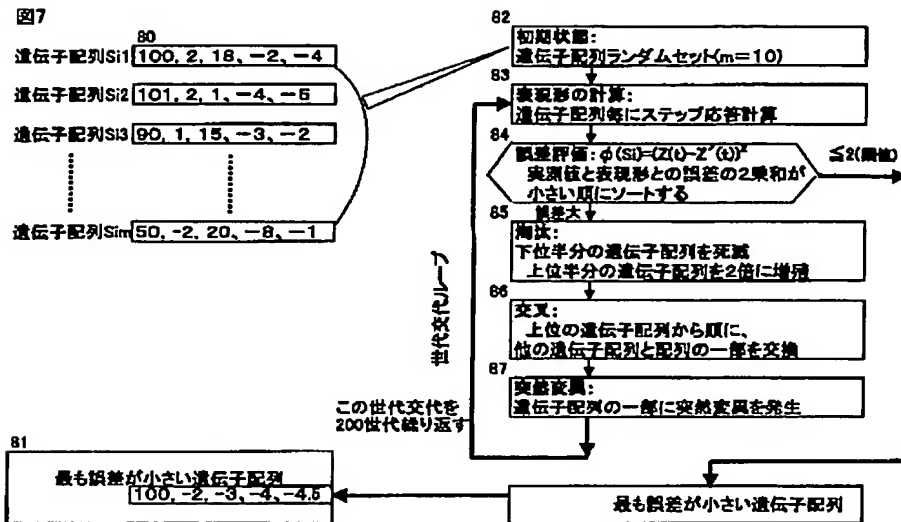 図7
80
遺伝子配列Si1 100, 2, 18, −2, −4
遺伝子配列Si2 101, 2, 1, −4, −5
遺伝子配列Si3 90, 1, 15, −3, −2
遺伝子配列Sim 50, −2, 20, −8, −1
82
初期状態:
遺伝子配列ランダムセット(m=10)
83
表現形の計算:
遺伝子配列毎にステップ応答計算
84
誤差評価:φ(Si)=(Z(t)−Z'(t))²
実測値と表現形との誤差の2乗和が
小さい順にソートする
≦2(閾値)
誤差大
85
淘汰:
下位半分の遺伝子配列を死滅
上位半分の遺伝子配列を2倍に増殖
86
交叉:
上位の遺伝子配列から順に、
他の遺伝子配列と配列の一部を交換
87
突然変異:
遺伝子配列の一部に突然変異を発生
世代交代ループ
この世代交代を
200世代繰り返す
81
最も誤差が小さい遺伝子配列
100, −2, −3, −4, −4.5
最も誤差が小さい遺伝子配列